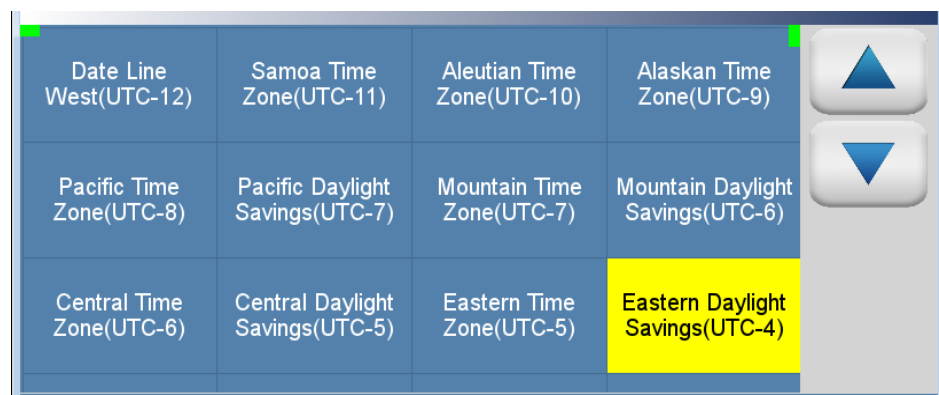 Date Line
West(UTC-12)
Samoa Time
Zone(UTC-11)
Aleutian Time
Zone(UTC-10)
Alaskan Time
Zone(UTC-9)
Pacific Time
Zone(UTC-8)
Pacific Daylight
Savings(UTC-7)
Mountain Time
Zone(UTC-7)
Mountain Daylight
Savings(UTC-6)
Central Time
Zone(UTC-6)
Central Daylight
Savings(UTC-5)
Eastern Time
Zone(UTC-5)
Eastern Daylight
Savings(UTC-4)